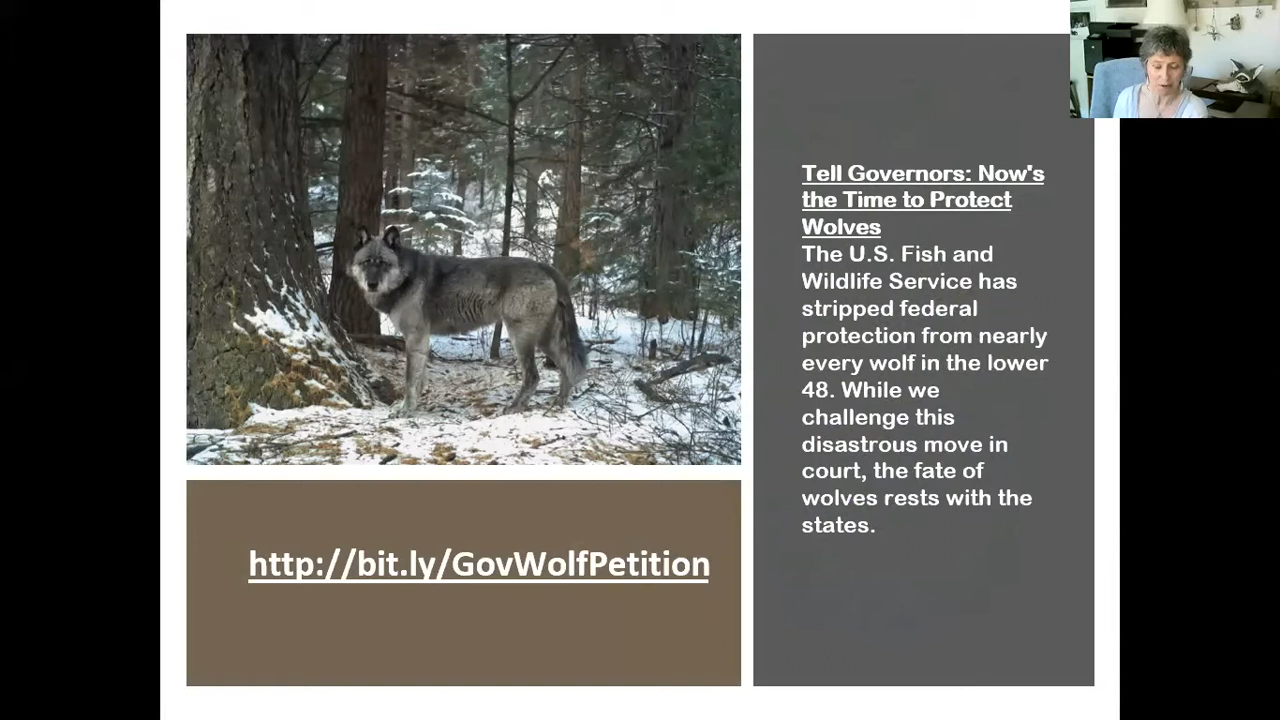 Tell Governors: Now's
the Time to Protect
Wolves
The U.S. Fish and
Wildlife Service has
stripped federal
protection from nearly
every wolf in the lower
48. While we
challenge this
disastrous move in
court, the fate of
wolves rests with the
states.
http://bit.ly/GovWolfPetition